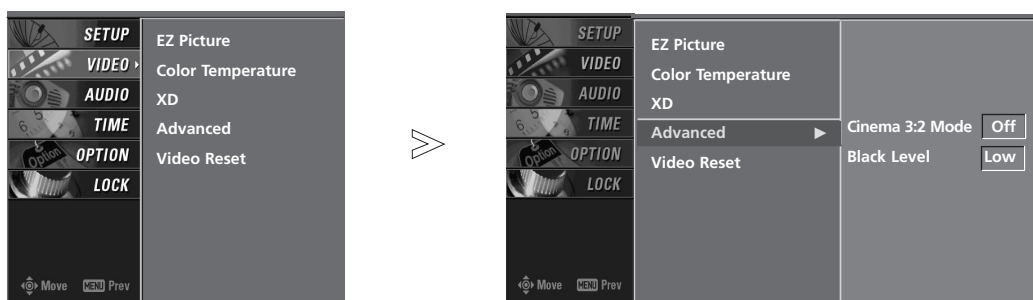 SETUP
VIDEO
AUDIO
TIME
OPTION
LOCK
EZ Picture
Color Temperature
XD
Advanced
Video Reset
Move MENU Prev
SETUP
VIDEO
AUDIO
TIME
OPTION
LOCK
EZ Picture
Color Temperature
XD
Advanced
Video Reset
Cinema 3:2 Mode Off
Black Level Low
Move MENU Prev